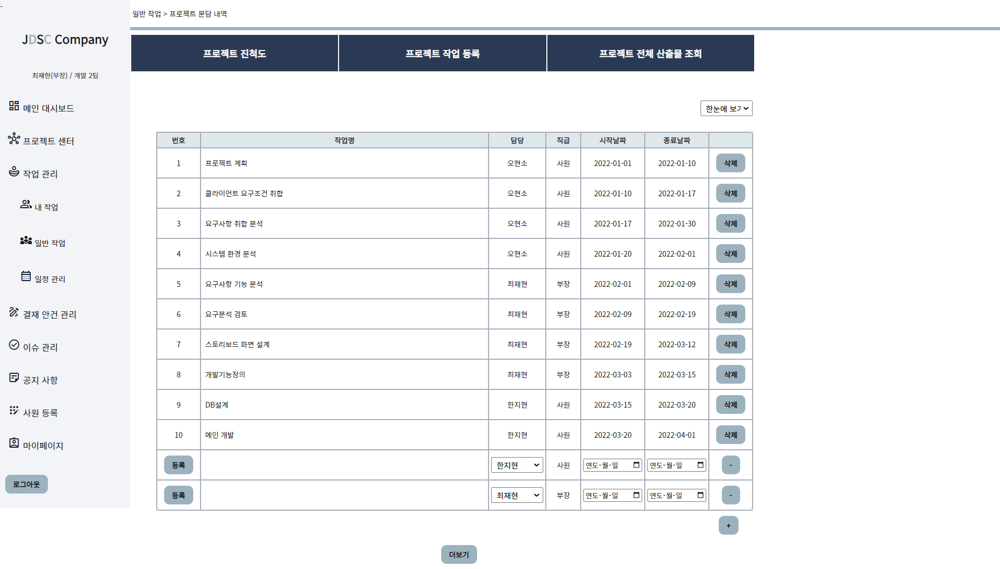 -
JDSC Company
최재현(부장) / 개발 2팀
메인 대시보드
프로젝트 센터
작업 관리
내 작업
일반 작업
일정 관리
결재 안건 관리
이슈 관리
공지 사항
사원 등록
마이페이지
로그아웃
일반 작업 > 프로젝트 분담 내역
프로젝트 진척도 프로젝트 작업 등록 프로젝트 전체 산출물 조회
한눈에 보기
번호 작업명 담당 직급 시작날짜 종료날짜
1 프로젝트 계획 오현소 사원 2022-01-01 2022-01-10 삭제
2 클라이언트 요구조건 취합 오현소 사원 2022-01-10 2022-01-17 삭제
3 요구사항 취합 분석 오현소 사원 2022-01-17 2022-01-30 삭제
4 시스템 환경 분석 오현소 사원 2022-01-20 2022-02-01 삭제
5 요구사항 기능 분석 최재현 부장 2022-02-01 2022-02-09 삭제
6 요구분석 검토 최재현 부장 2022-02-09 2022-02-19 삭제
7 스토리보드 화면 설계 최재현 부장 2022-02-19 2022-03-12 삭제
8 개발기능정의 최재현 부장 2022-03-03 2022-03-15 삭제
9 DB설계 한지현 사원 2022-03-15 2022-03-20 삭제
10 메인 개발 한지현 사원 2022-03-20 2022-04-01 삭제
등록 한지현 사원 연도-월-일 연도-월-일 -
등록 최재현 부장 연도-월-일 연도-월-일 -
+
더보기